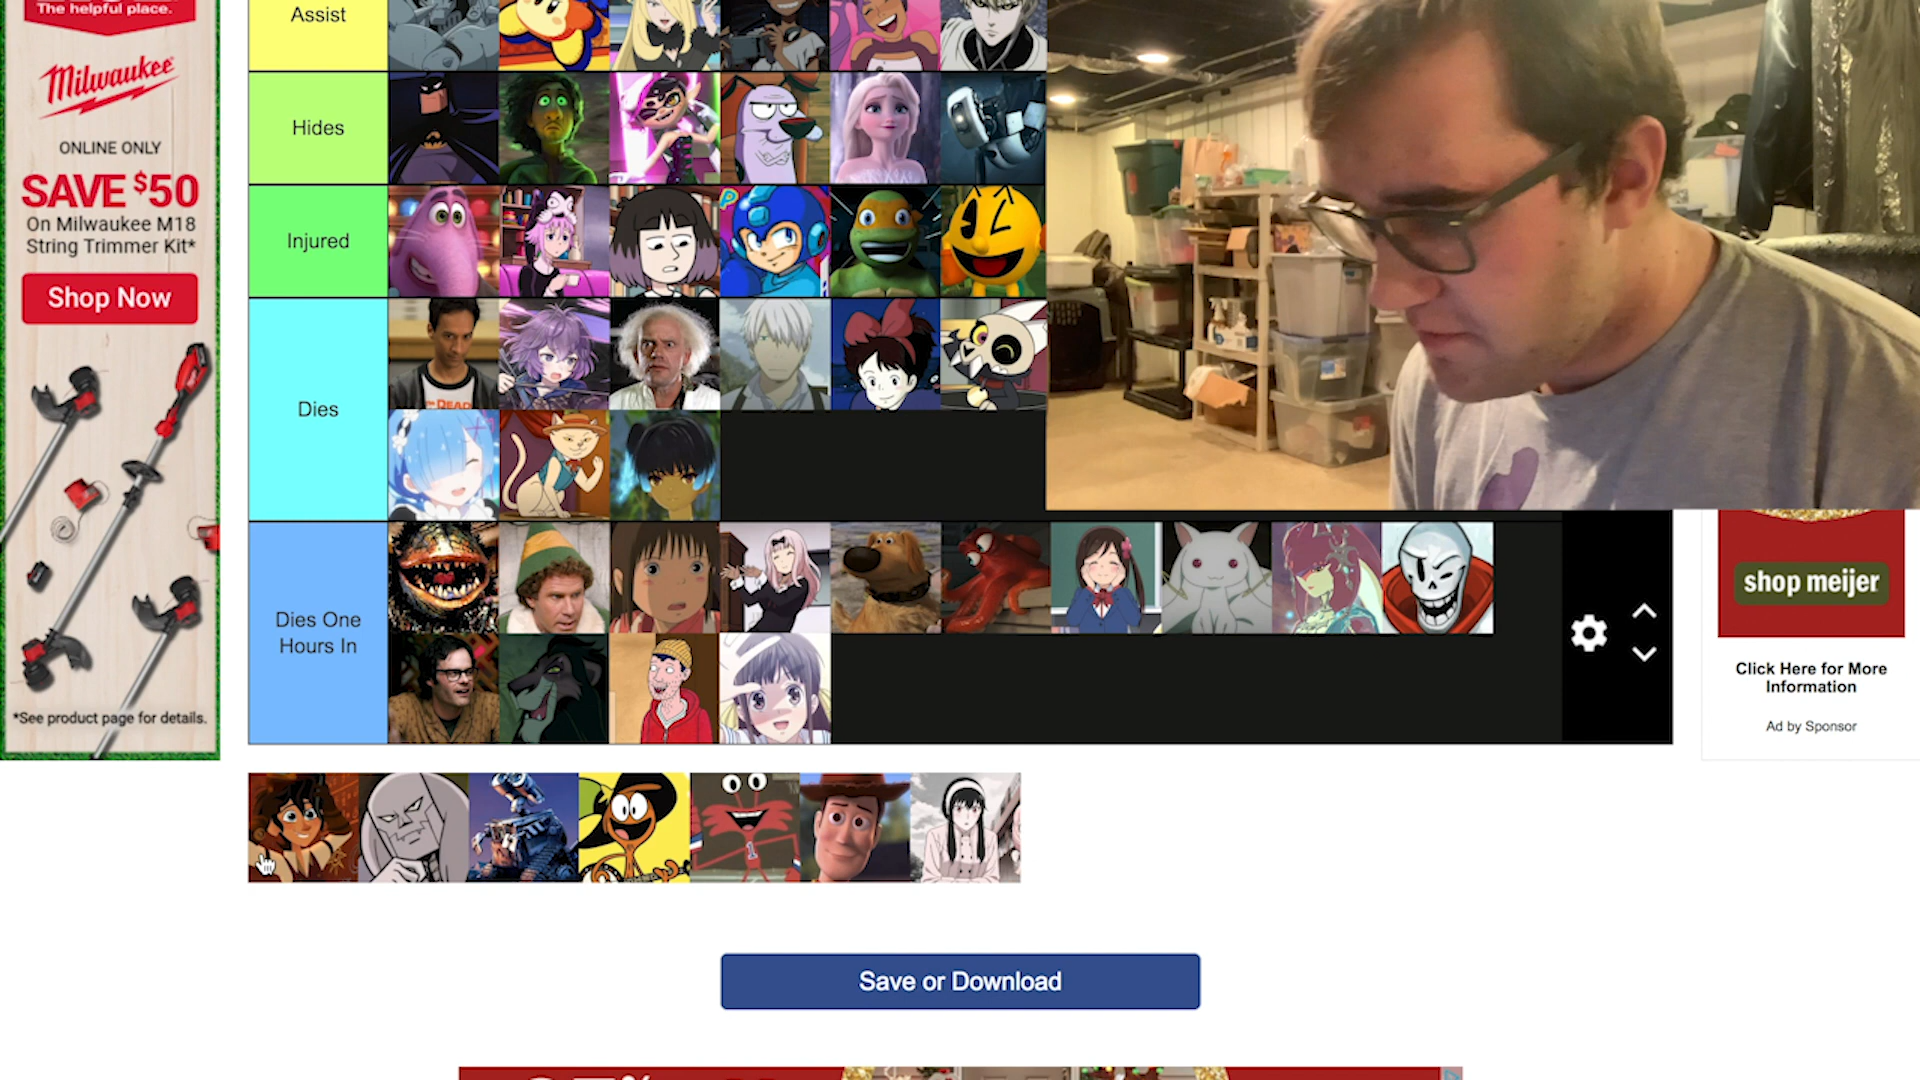 The helpful place.
Milwaukee
ONLINE ONLY
SAVE $50
On Milwaukee M18
String Trimmer Kit*
Shop Now
*See product page for details.
Assist
Hides
Injured
Dies
Dies One
Hours In
shop meijer
Click Here for More
Information
Ad by Sponsor
Save or Download